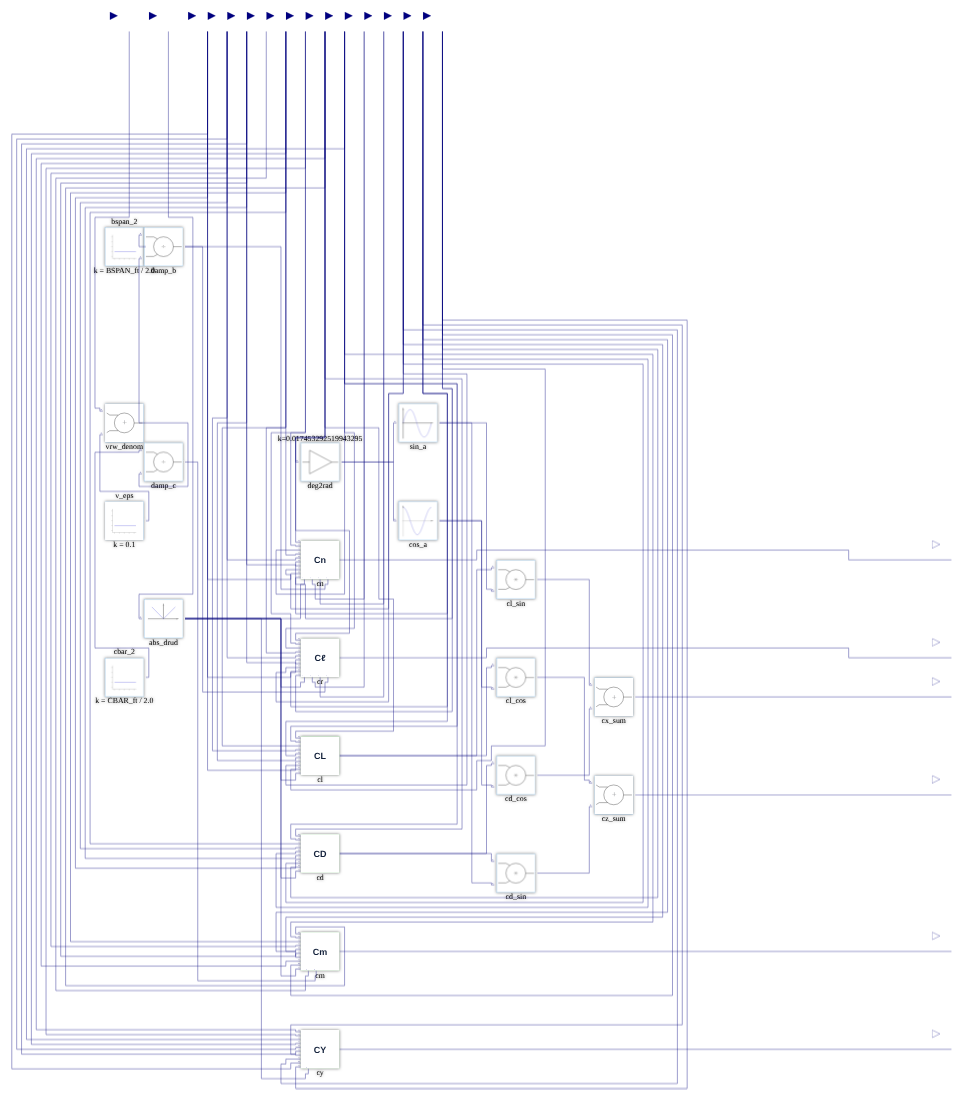 bspan_2
k = BSPAN_ft / 2.0
damp_b
k=0.017453292519943295
vrw_denom
sin_a
damp_c
deg2rad
v_eps
k = 0.1
cos_a
Cn
cn
cl_sin
abs_drud
cbar_2
Cℓ
cr
k = CBAR_ft / 2.0
cl_cos
cx_sum
CL
cl
cd_cos
cz_sum
CD
cd
cd_sin
Cm
cm
CY
cy